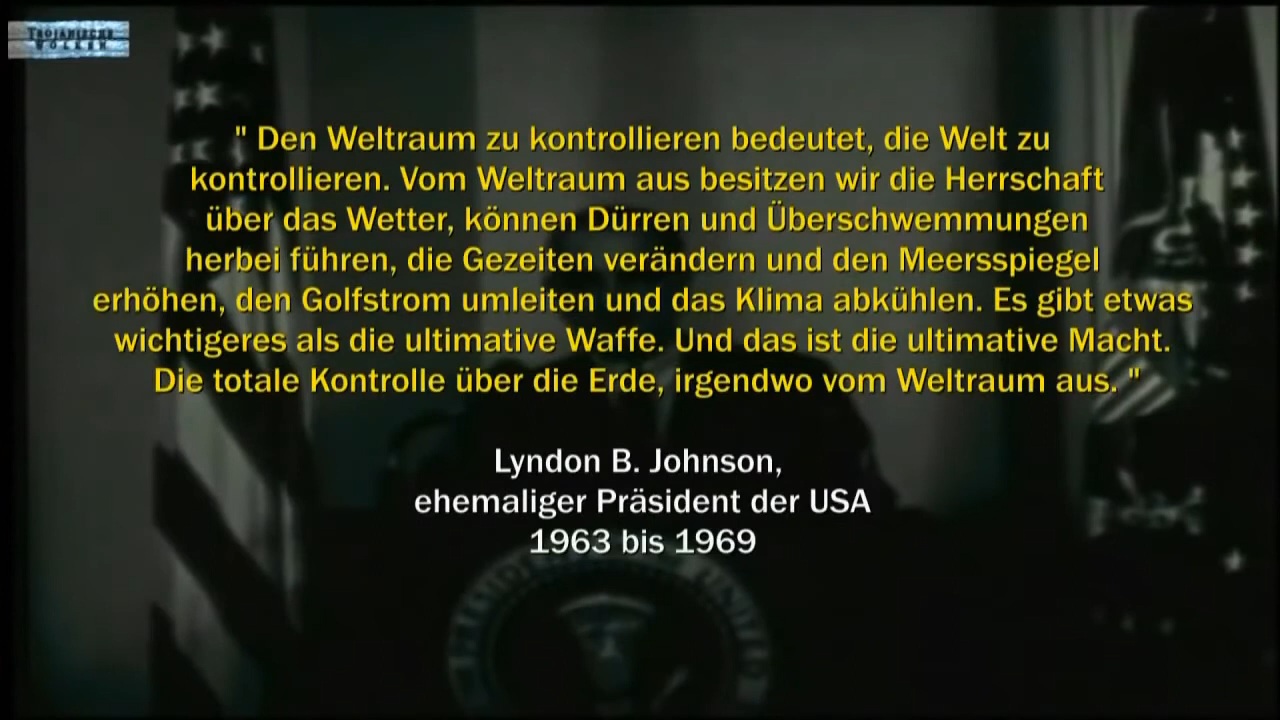 TROJANISCHE
WOLKEN
" Den Weltraum zu kontrollieren bedeutet, die Welt zu
kontrollieren. Vom Weltraum aus besitzen wir die Herrschaft
über das Wetter, können Dürren und Überschwemmungen
herbei führen, die Gezeiten verändern und den Meersspiegel
erhöhen, den Golfstrom umleiten und das Klima abkühlen. Es gibt etwas
wichtigeres als die ultimative Waffe. Und das ist die ultimative Macht.
Die totale Kontrolle über die Erde, irgendwo vom Weltraum aus. "
Lyndon B. Johnson,
ehemaliger Präsident der USA
1963 bis 1969